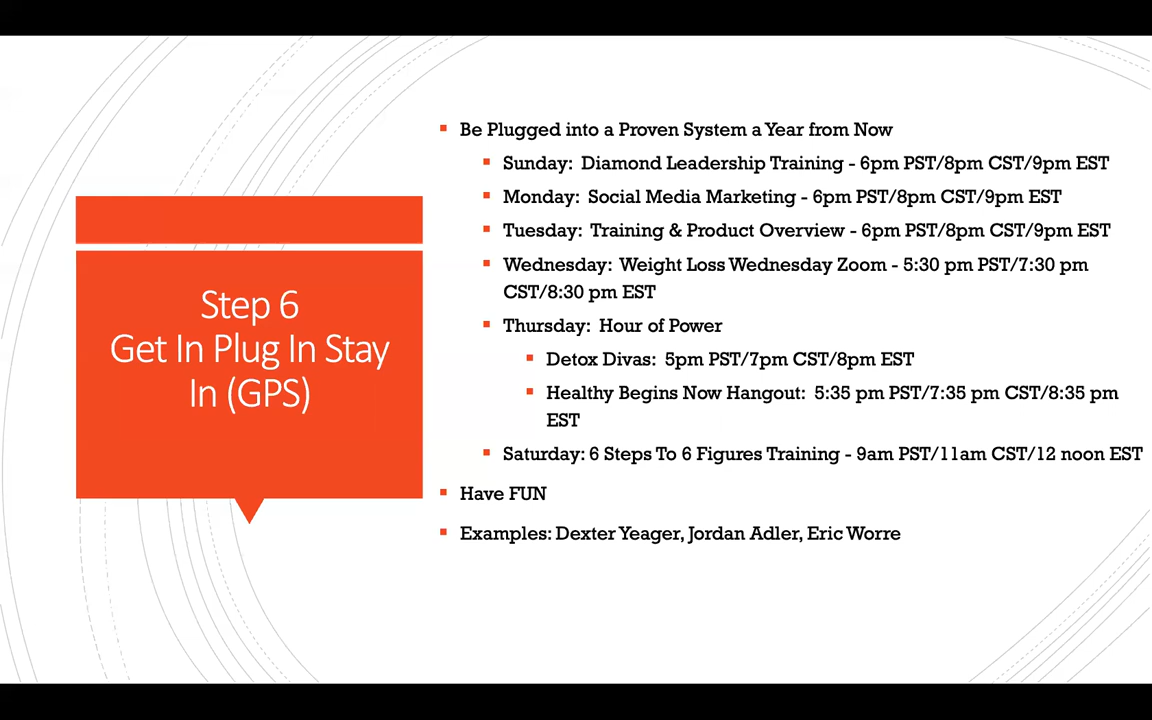 Step 6
Get In Plug In Stay
In (GPS)
Be Plugged into a Proven System a Year from Now
Sunday: Diamond Leadership Training - 6pm PST/8pm CST/9pm EST
Monday: Social Media Marketing - 6pm PST/8pm CST/9pm EST
Tuesday: Training & Product Overview - 6pm PST/8pm CST/9pm EST
Wednesday: Weight Loss Wednesday Zoom - 5:30 pm PST/7:30 pm
CST/8:30 pm EST
Thursday: Hour of Power
Detox Divas: 5pm PST/7pm CST/8pm EST
Healthy Begins Now Hangout: 5:35 pm PST/7:35 pm CST/8:35 pm
EST
Saturday: 6 Steps To 6 Figures Training - 9am PST/11am CST/12 noon EST
Have FUN
Examples: Dexter Yeager, Jordan Adler, Eric Worre